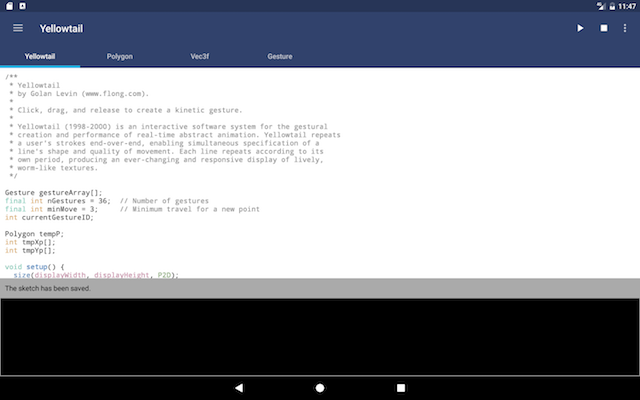 11:47
Yellowtail
Yellowtail Polygon Vec3f Gesture
/**
* Yellowtail
* by Golan Levin (www.flong.com).
*
* Click, drag, and release to create a kinetic gesture.
*
* Yellowtail (1998-2000) is an interactive software system for the gestural
* creation and performance of real-time abstract animation. Yellowtail repeats
* a user's strokes end-over-end, enabling simultaneous specification of a
* line's shape and quality of movement. Each line repeats according to its
* own period, producing an ever-changing and responsive display of lively,
* worm-like textures.
*/
Gesture gestureArray[];
final int nGestures = 36;  // Number of gestures
final int minMove = 3;     // Minimum travel for a new point
int currentGestureID;
Polygon tempP;
int tmpXp[];
int tmpYp[];
void setup() {
size(displayWidth, displayHeight, P2D);
The sketch has been saved.